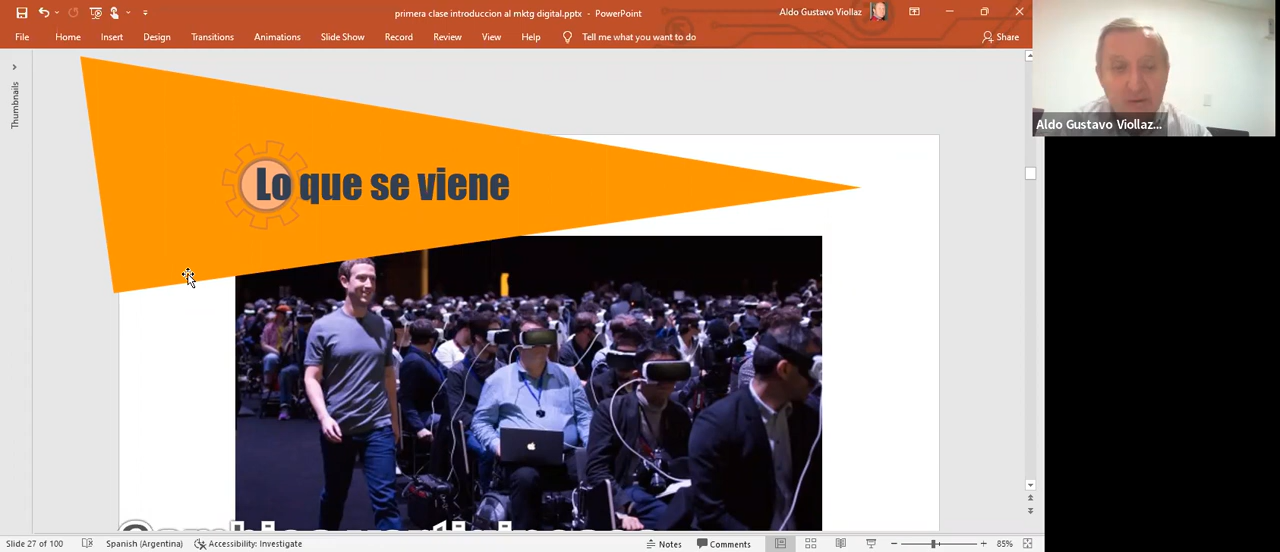 primera clase introduccion al mktg digital.pptx - PowerPoint
Aldo Gustavo Viollaz
File Home Insert Design Transitions Animations Slide Show Record Review View Help Tell me what you want to do Share
Aldo Gustavo Viollaz...
Thumbnails
Lo que se viene
Slide 27 of 100 Spanish (Argentina) Accessibility: Investigate Notes Comments 85%